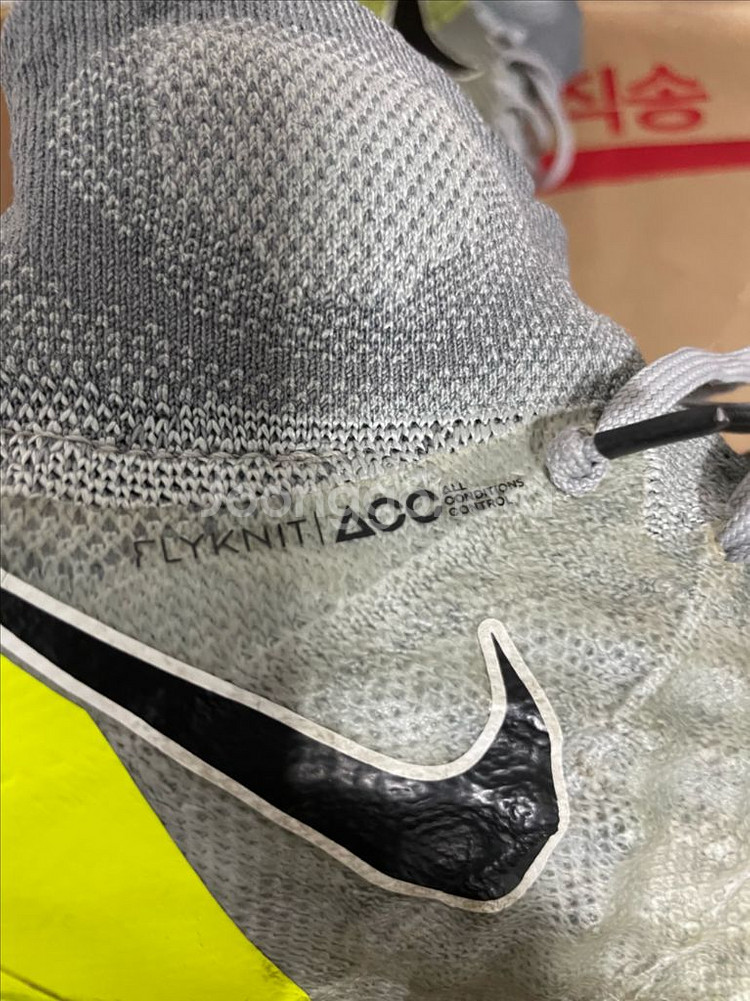 직송
FLYKNIT | ACC ALL
CONDITIONS
CONTROL